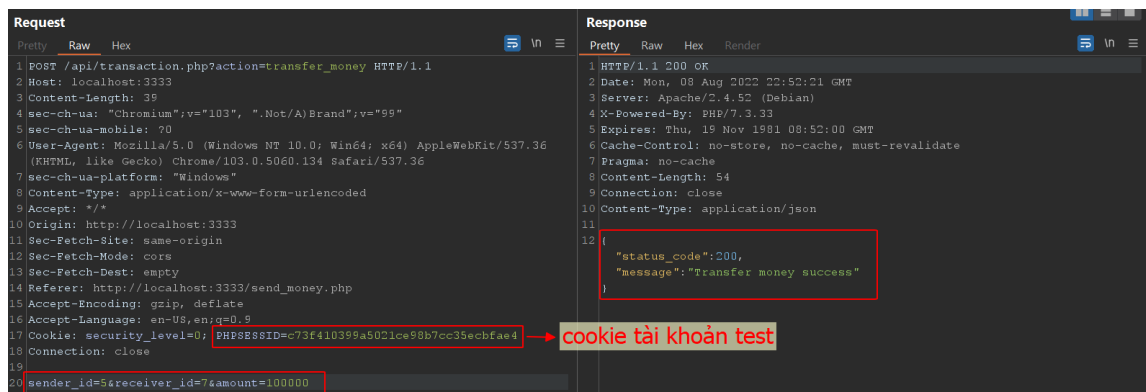 Request
Pretty Raw Hex
\n
1 POST /api/transaction.php?action=transfer_money HTTP/1.1
2 Host: localhost:3333
3 Content-Length: 39
4 sec-ch-ua: "Chromium";v="103", ".Not/A)Brand";v="99"
5 sec-ch-ua-mobile: ?0
6 User-Agent: Mozilla/5.0 (Windows NT 10.0; Win64; x64) AppleWebKit/537.36
(KHTML, like Gecko) Chrome/103.0.5060.134 Safari/537.36
7 sec-ch-ua-platform: "Windows"
8 Content-Type: application/x-www-form-urlencoded
9 Accept: */*
10 Origin: http://localhost:3333
11 Sec-Fetch-Site: same-origin
12 Sec-Fetch-Mode: cors
13 Sec-Fetch-Dest: empty
14 Referer: http://localhost:3333/send_money.php
15 Accept-Encoding: gzip, deflate
16 Accept-Language: en-US,en;q=0.9
17 Cookie: security_level=0; PHPSESSID=c73f410399a5021ce98b7cc35ecbfae4
18 Connection: close
19
20 sender_id=5&receiver_id=7&amount=100000
cookie tài khoản test
Response
Pretty Raw Hex Render
\n
1 HTTP/1.1 200 OK
2 Date: Mon, 08 Aug 2022 22:52:21 GMT
3 Server: Apache/2.4.52 (Debian)
4 X-Powered-By: PHP/7.3.33
5 Expires: Thu, 19 Nov 1981 08:52:00 GMT
6 Cache-Control: no-store, no-cache, must-revalidate
7 Pragma: no-cache
8 Content-Length: 54
9 Connection: close
10 Content-Type: application/json
11
12 {
"status_code":200,
"message":"Transfer money success"
}